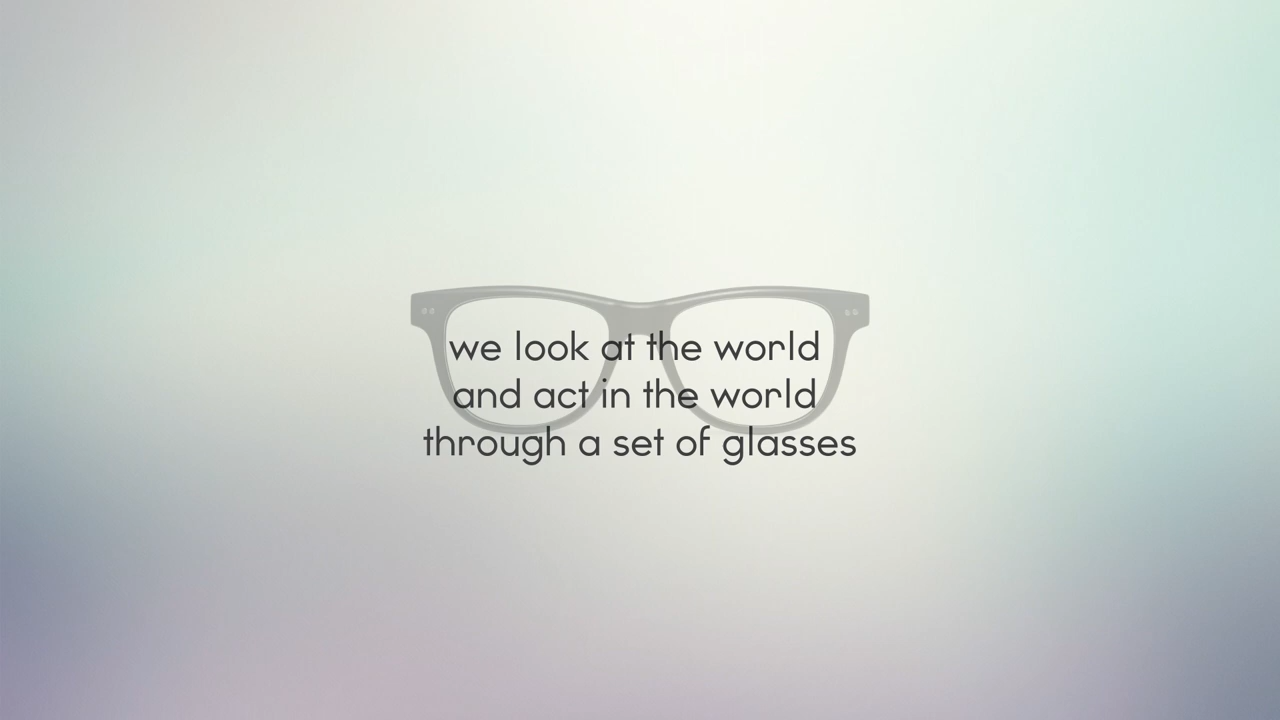 we look at the world
and act in the world
through a set of glasses